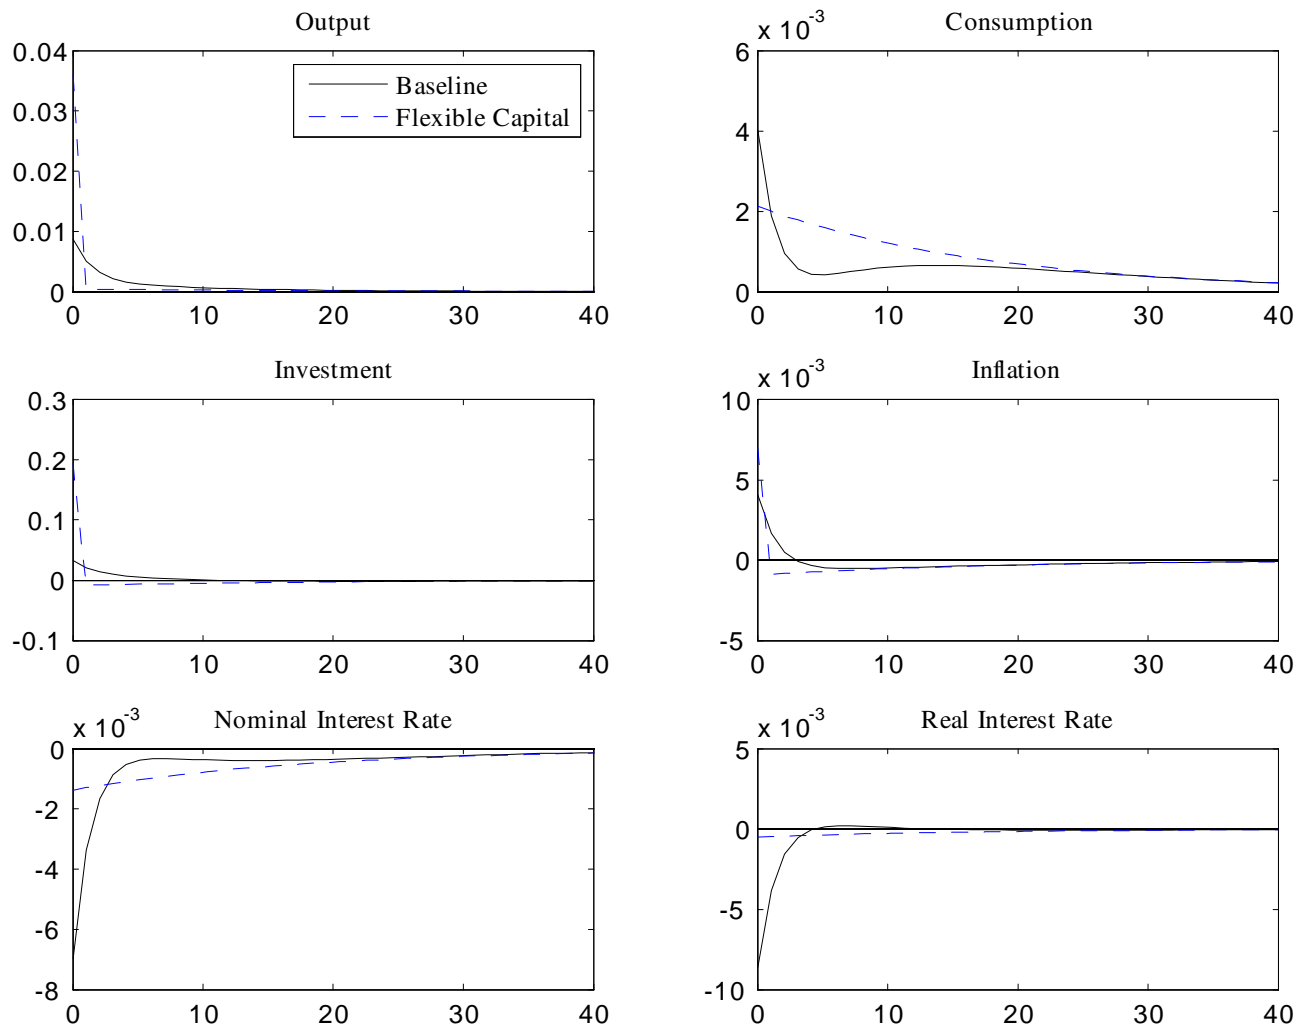 Output
0.04
0.03
0.02
0.01
0
0 10 20 30 40
Baseline
Flexible Capital
Consumption
x 10-3
6
4
2
0
0 10 20 30 40
Investment
0.3
0.2
0.1
0
-0.1
0 10 20 30 40
Inflation
x 10-3
10
5
0
-5
0 10 20 30 40
Nominal Interest Rate
x 10-3
0
-2
-4
-6
-8
0 10 20 30 40
Real Interest Rate
x 10-3
5
0
-5
-10
0 10 20 30 40